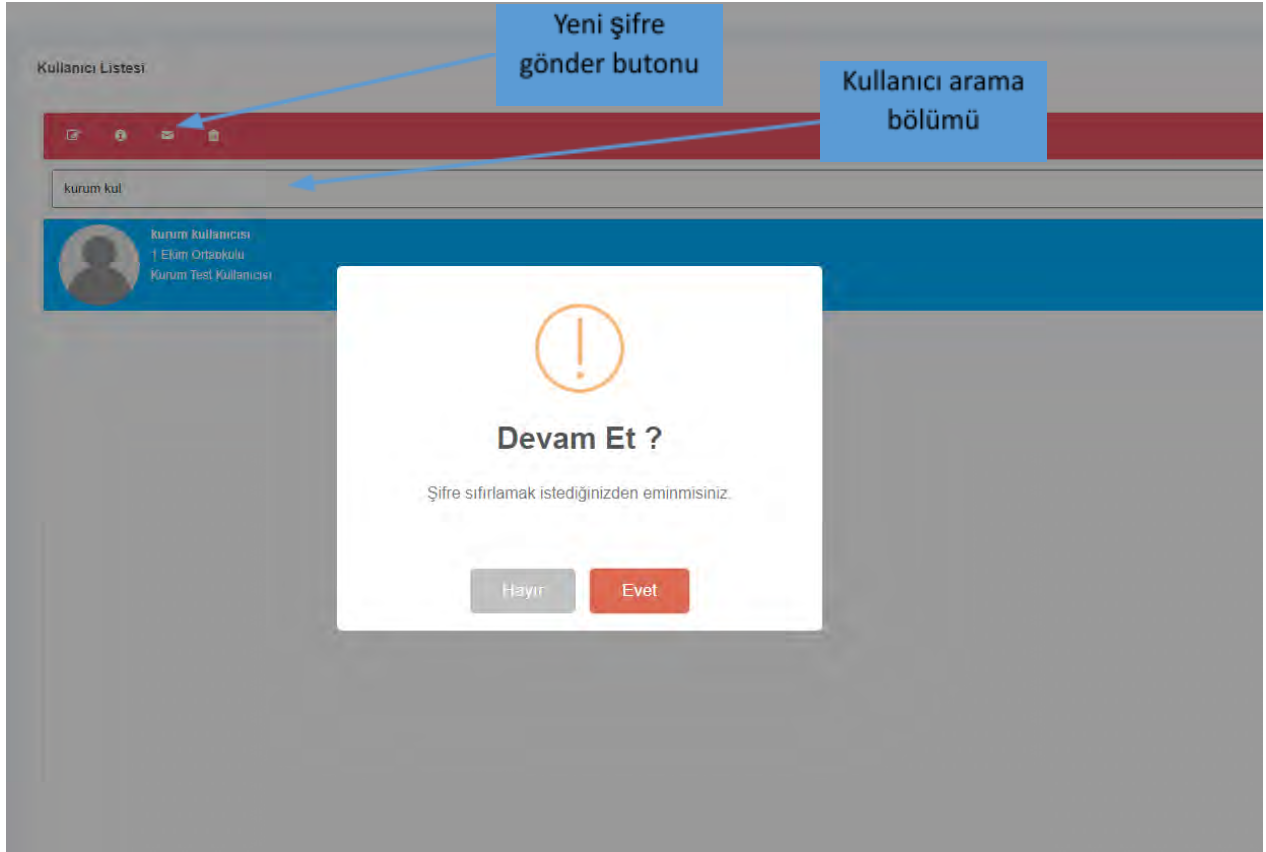 Yeni şifre
gönder butonu
Kullanıcı Listesi
Kullanıcı arama
bölümü
kurum kul
kurum kullanıcısı
1 Ekim Ortaokulu
Kurum Test Kullanıcısı
Devam Et ?
Şifre sıfırlamak istediğinizden eminmisiniz.
Hayır
Evet